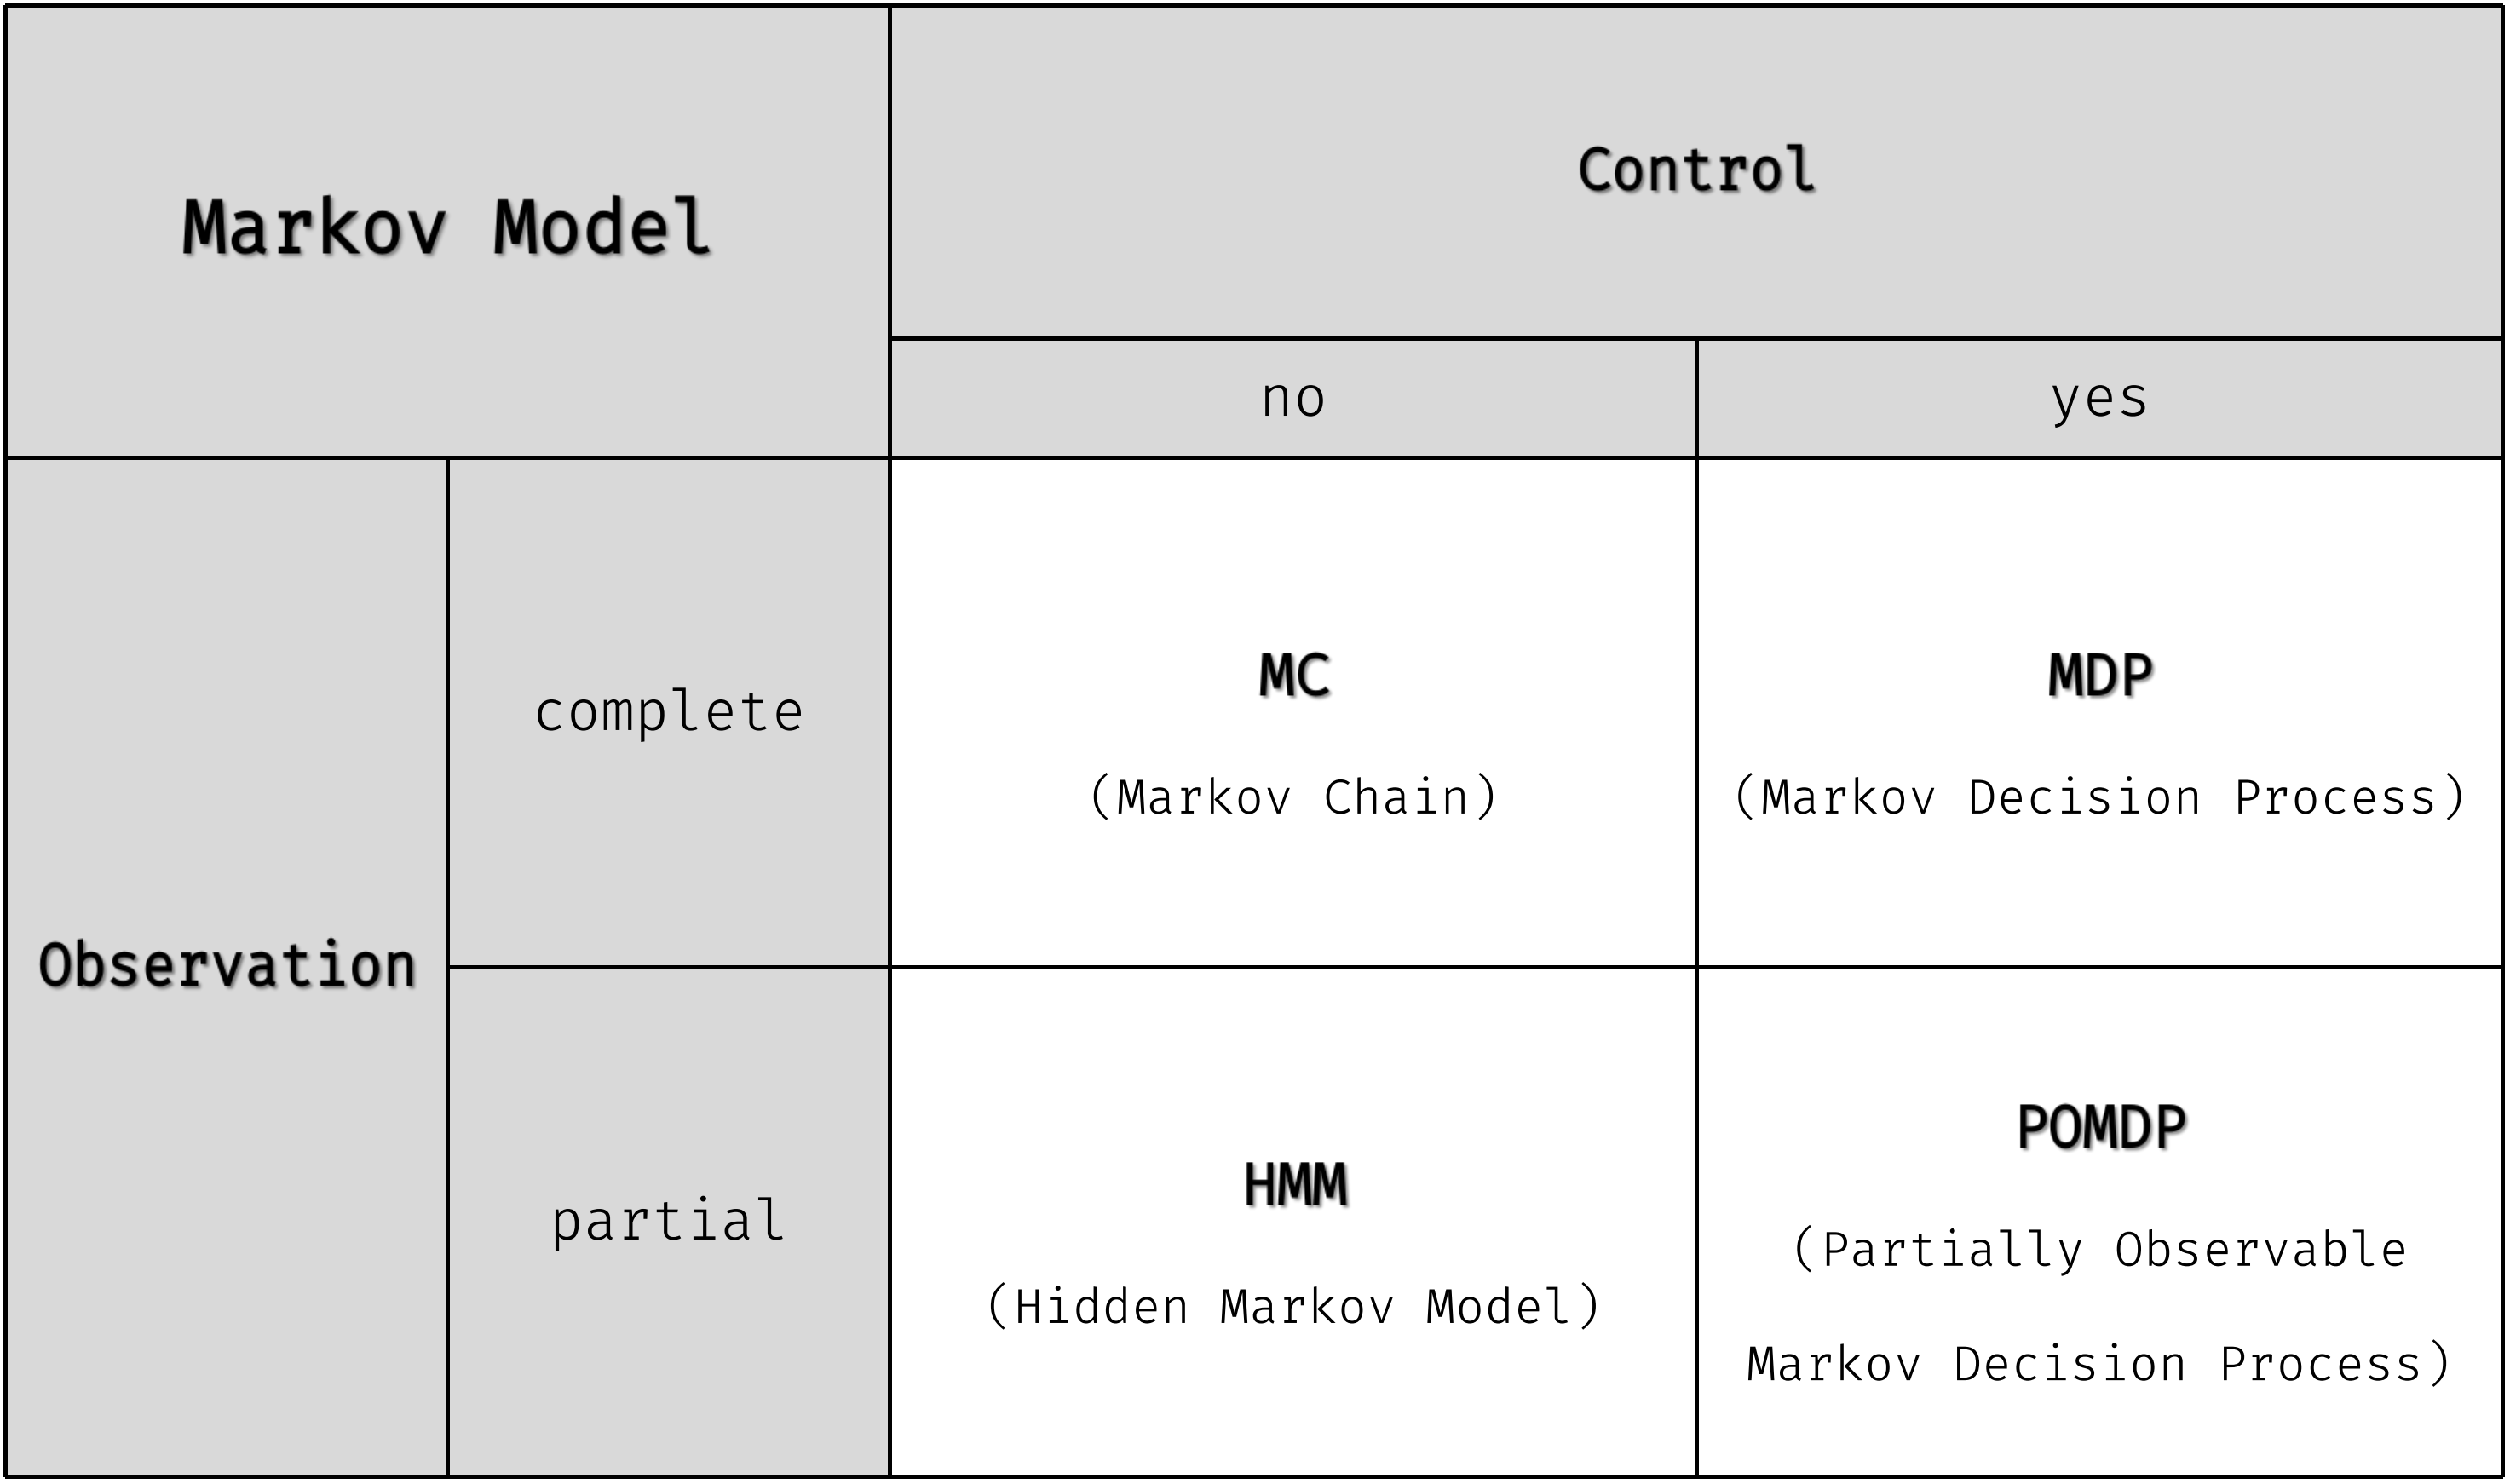 Markov Model
Control
no
yes
Observation
complete
MC
(Markov Chain)
MDP
(Markov Decision Process)
partial
HMM
(Hidden Markov Model)
POMDP
(Partially Observable
Markov Decision Process)